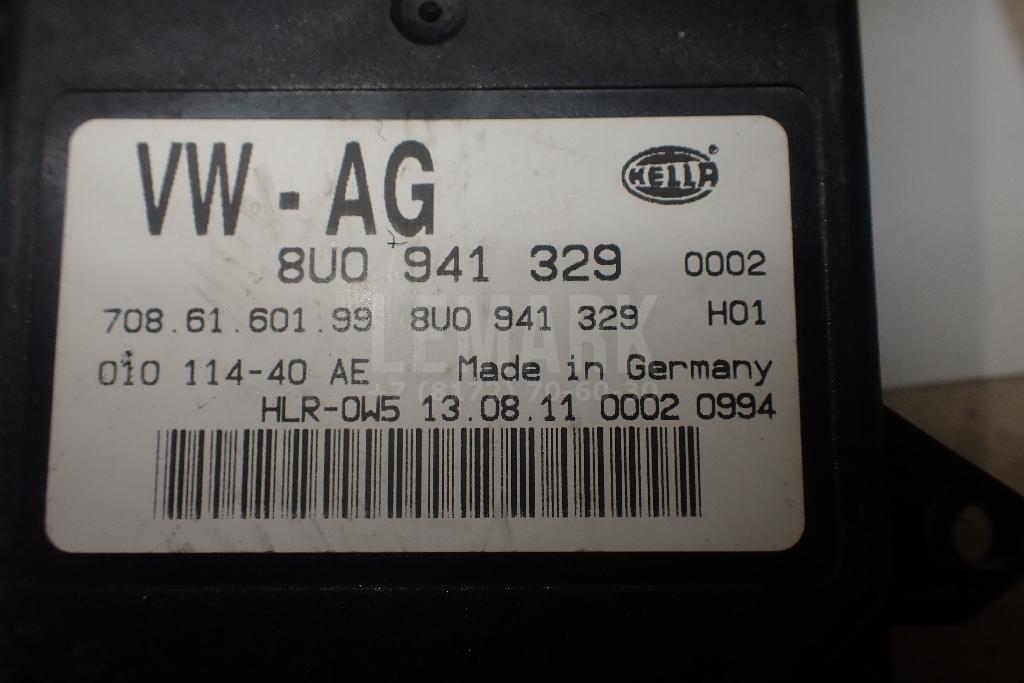 VW - AG
HELLA
8U0 941 329 0002
708.61.601.99 8U0 941 329 H01
LEMARK
010 114-40 AE Made in Germany
HLR-0W5 13.08.11 0002 0994